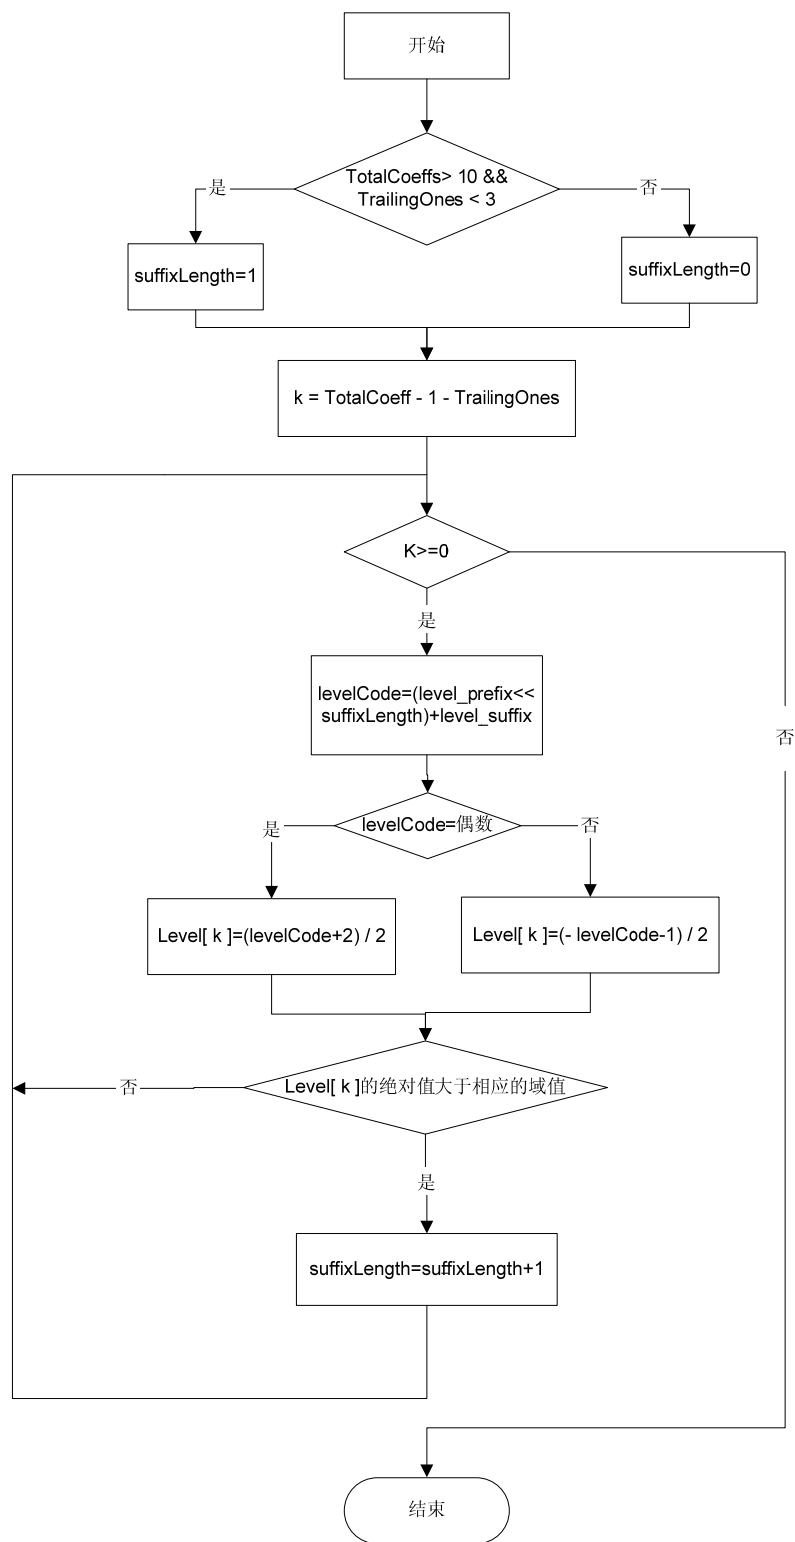 开始
TotalCoeffs> 10 &&
TrailingOnes < 3
是
否
suffixLength=1
suffixLength=0
k = TotalCoeff - 1 - TrailingOnes
K>=0
是
levelCode=(level_prefix<<
suffixLength)+level_suffix
否
levelCode=偶数
是
否
Level[ k ]=(levelCode+2) / 2
Level[ k ]=(- levelCode-1) / 2
Level[ k ]的绝对值大于相应的域值
否
是
suffixLength=suffixLength+1
结束